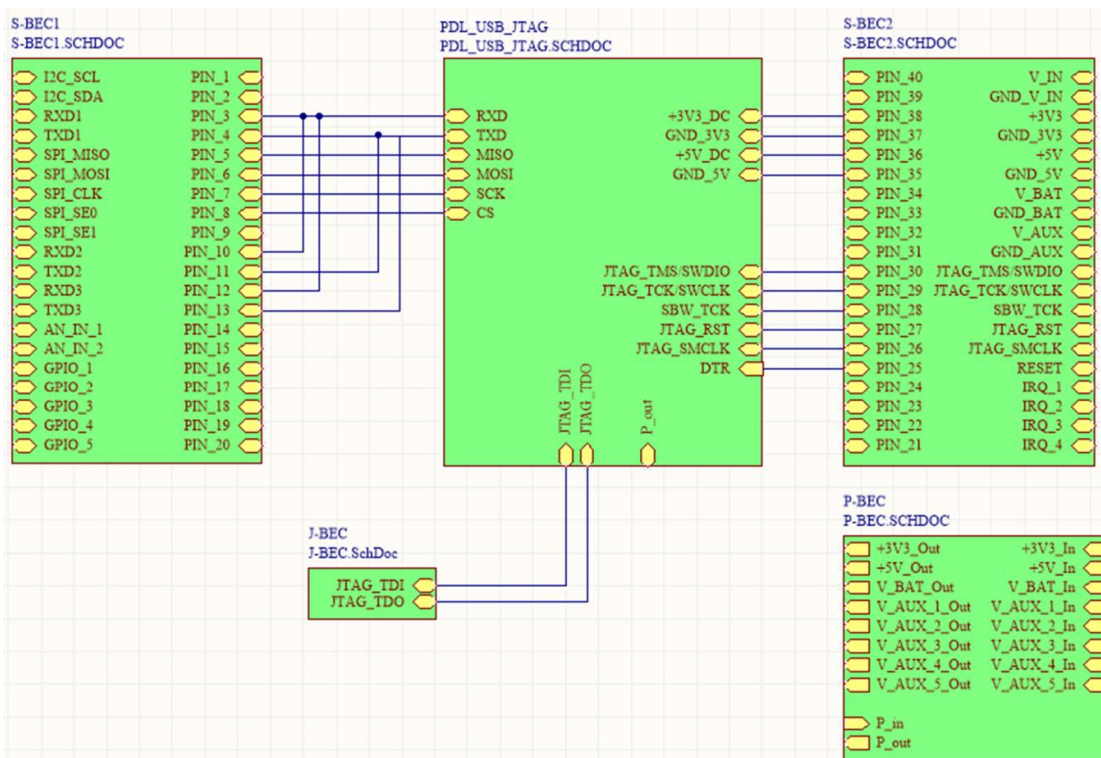 S-BEC1
S-BEC1.SCHDOC
I2C_SCL PIN_1
I2C_SDA PIN_2
RXD1 PIN_3
TXD1 PIN_4
SPI_MISO PIN_5
SPI_MOSI PIN_6
SPI_CLK PIN_7
SPI_SE0 PIN_8
SPI_SE1 PIN_9
RXD2 PIN_10
TXD2 PIN_11
RXD3 PIN_12
TXD3 PIN_13
AN_IN_1 PIN_14
AN_IN_2 PIN_15
GPIO_1 PIN_16
GPIO_2 PIN_17
GPIO_3 PIN_18
GPIO_4 PIN_19
GPIO_5 PIN_20
PDL_USB_JTAG
PDL_USB_JTAG.SCHDOC
RXD +3V3_DC
TXD GND_3V3
MISO +5V_DC
MOSI GND_5V
SCK
CS
JTAG_TMS/SWDIO
JTAG_TCK/SWCLK
SBW_TCK
JTAG_RST
JTAG_SMCLK
DTR
JTAG_TDI
JTAG_TDO
P_out
S-BEC2
S-BEC2.SCHDOC
PIN_40 V_IN
PIN_39 GND_V_IN
PIN_38 +3V3
PIN_37 GND_3V3
PIN_36 +5V
PIN_35 GND_5V
PIN_34 V_BAT
PIN_33 GND_BAT
PIN_32 V_AUX
PIN_31 GND_AUX
PIN_30 JTAG_TMS/SWDIO
PIN_29 JTAG_TCK/SWCLK
PIN_28 SBW_TCK
PIN_27 JTAG_RST
PIN_26 JTAG_SMCLK
PIN_25 RESET
PIN_24 IRQ_1
PIN_23 IRQ_2
PIN_22 IRQ_3
PIN_21 IRQ_4
J-BEC
J-BEC.SchDoc
JTAG_TDI
JTAG_TDO
P-BEC
P-BEC.SCHDOC
+3V3_Out +3V3_In
+5V_Out +5V_In
V_BAT_Out V_BAT_In
V_AUX_1_Out V_AUX_1_In
V_AUX_2_Out V_AUX_2_In
V_AUX_3_Out V_AUX_3_In
V_AUX_4_Out V_AUX_4_In
V_AUX_5_Out V_AUX_5_In
P_in
P_out